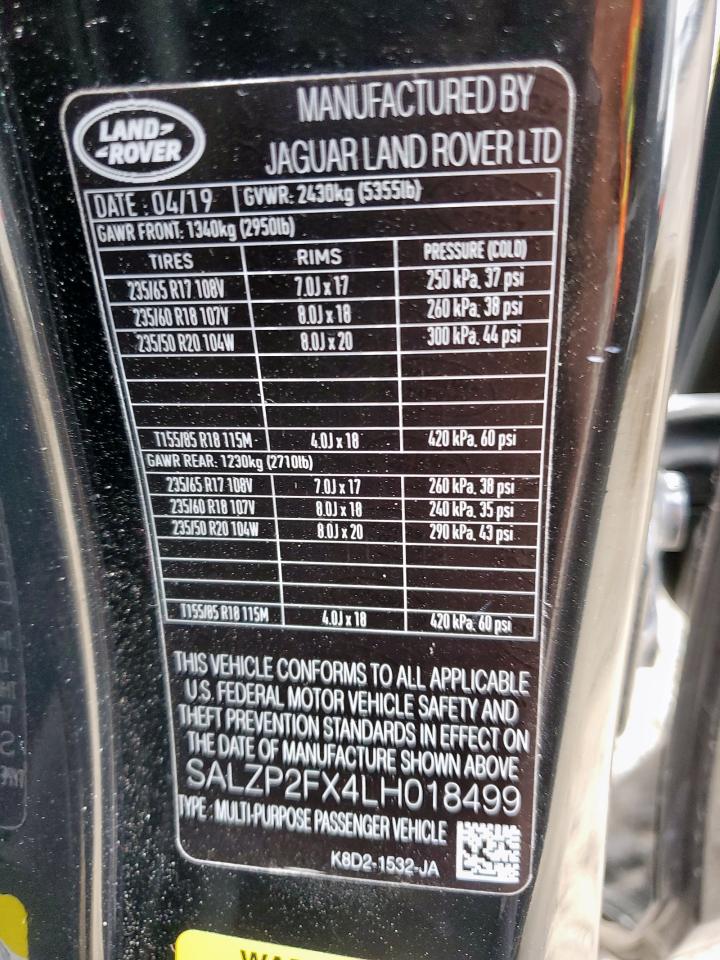 LAND-
-ROVER
MANUFACTURED BY
JAGUAR LAND ROVER LTD
DATE : 04/19 GVWR: 2430kg (5355lb)
GAWR FRONT: 1340kg (2950lb)
TIRES RIMS PRESSURE (COLD)
235/65 R17 108V 7.0J x 17 250 kPa, 37 psi
235/60 R18 107V 8.0J x 18 260 kPa, 38 psi
235/50 R20 104W 8.0J x 20 300 kPa, 44 psi
T155/85 R18 115M 4.0J x 18 420 kPa, 60 psi
GAWR REAR: 1230kg (2710lb)
235/65 R17 108V 7.0J x 17 260 kPa, 38 psi
235/60 R18 107V 8.0J x 18 240 kPa, 35 psi
235/50 R20 104W 8.0J x 20 290 kPa, 43 psi
T155/85 R18 115M 4.0J x 18 420 kPa, 60 psi
THIS VEHICLE CONFORMS TO ALL APPLICABLE
U.S. FEDERAL MOTOR VEHICLE SAFETY AND
THEFT PREVENTION STANDARDS IN EFFECT ON
THE DATE OF MANUFACTURE SHOWN ABOVE
SALZP2FX4LH018499
TYPE : MULTI-PURPOSE PASSENGER VEHICLE
K8D2-1532-JA